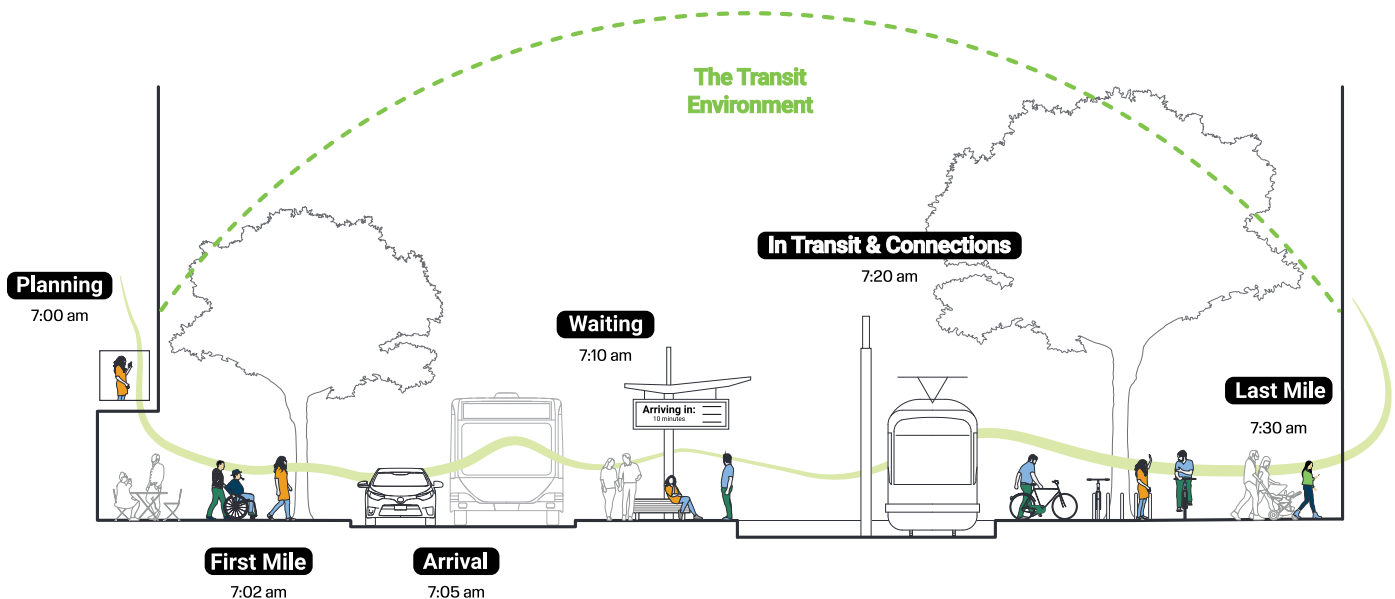 The Transit
Environment
Planning
7:00 am
In Transit & Connections
7:20 am
Waiting
7:10 am
Arriving in:
10 minutes
Last Mile
7:30 am
First Mile
7:02 am
Arrival
7:05 am